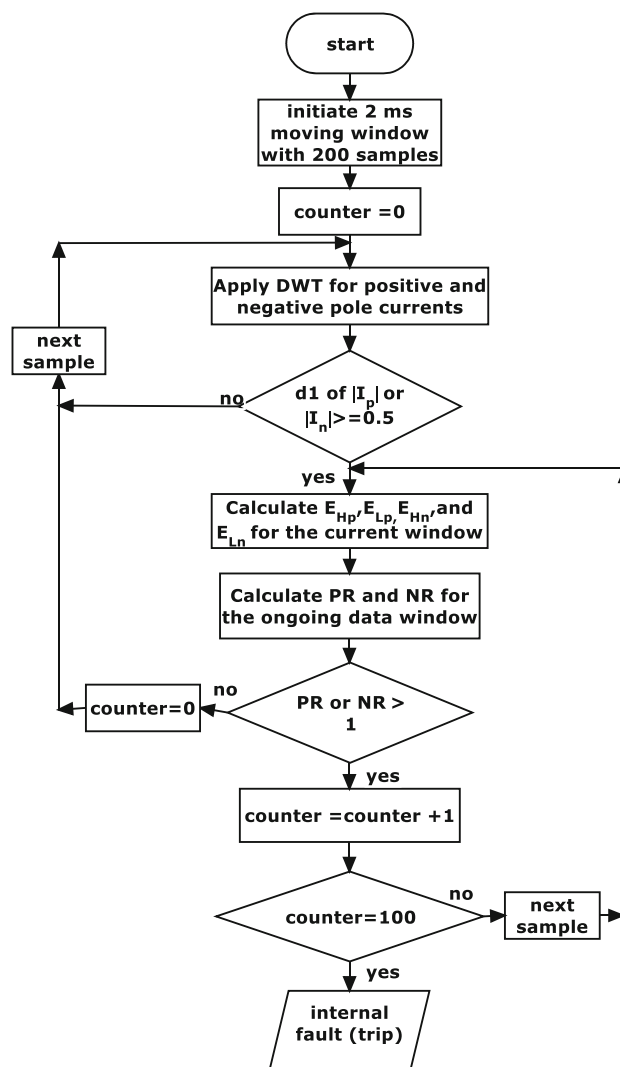 start
initiate 2 ms
moving window
with 200 samples
counter =0
Apply DWT for positive and
negative pole currents
next
sample
no
d1 of |Ip| or
|In|>=0.5
yes
Calculate EHp,ELp,EHn,and
ELn for the current window
Calculate PR and NR for
the ongoing data window
no
counter=0
PR or NR >
1
yes
counter =counter +1
counter=100
no
next
sample
yes
internal
fault (trip)